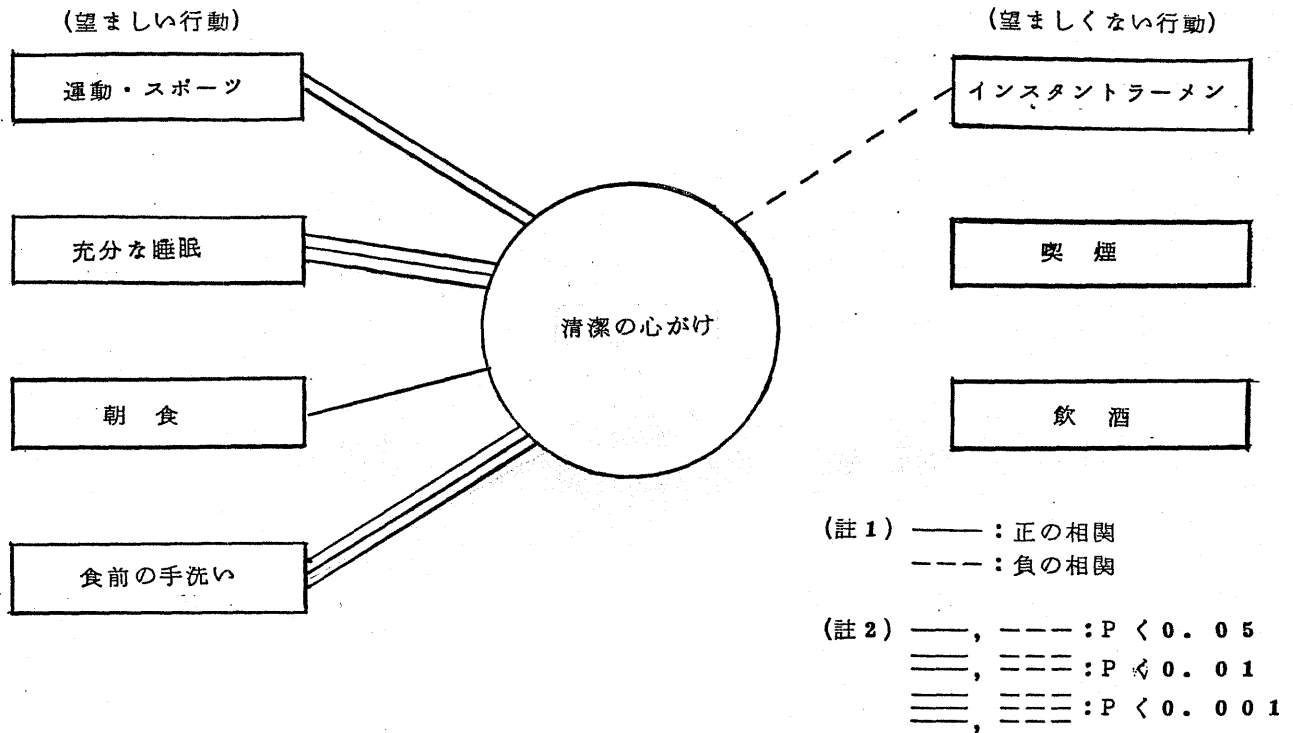 (望ましい行動)
運動・スポーツ
充分な睡眠
朝 食
食前の手洗い
清潔の心がけ
(望ましくない行動)
インスタントラーメン
喫 煙
飲 酒
(註1) ――― : 正の相関
--- : 負の相関
(註2) ――, --- : P < 0.05
, : P < 0.01
, : P < 0.001